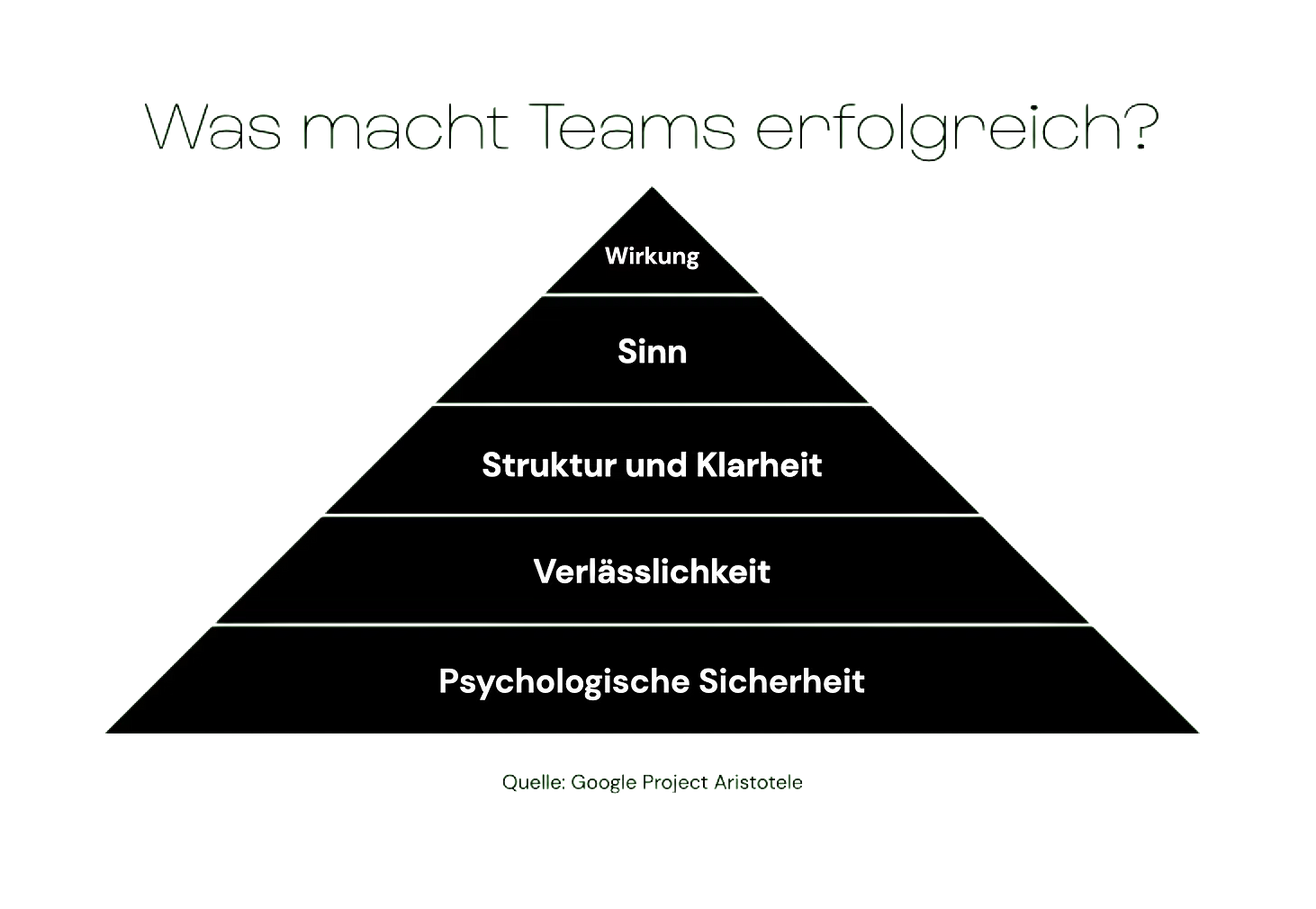 Was macht Teams erfolgreich?
Wirkung
Sinn
Struktur und Klarheit
Verlässlichkeit
Psychologische Sicherheit
Quelle: Google Project Aristotele